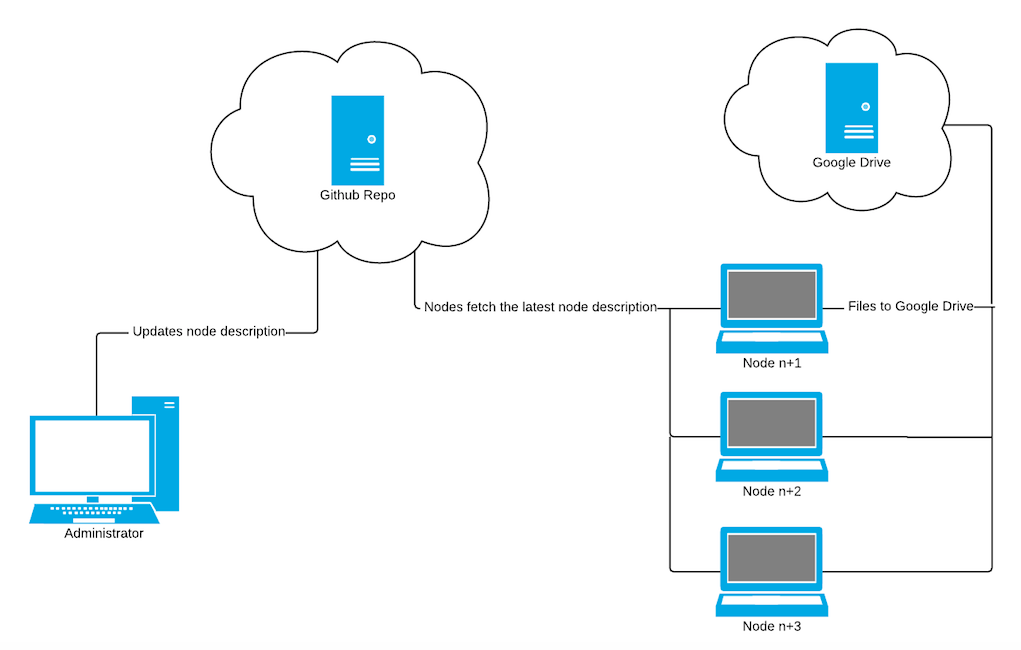 Github Repo
Google Drive
Updates node description
Nodes fetch the latest node description
Files to Google Drive
Node n+1
Node n+2
Administrator
Node n+3